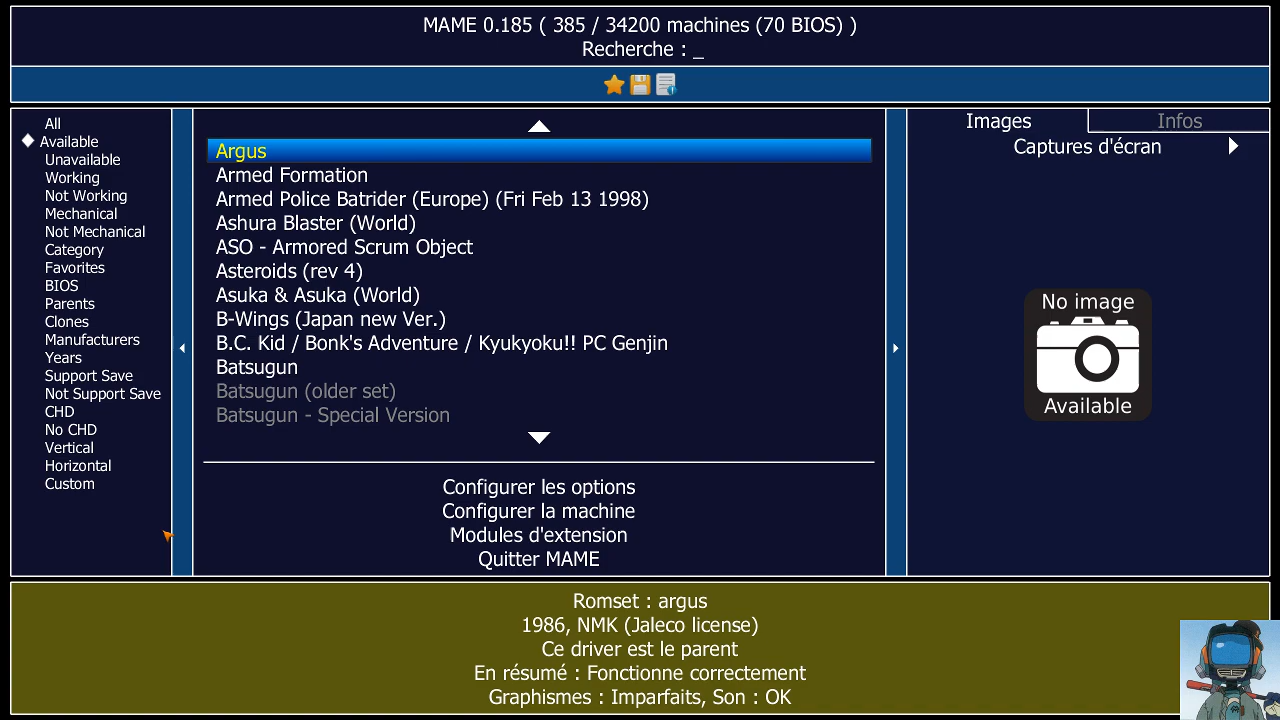 MAME 0.185 ( 385 / 34200 machines (70 BIOS) )
Recherche : _
All
Available
Unavailable
Working
Not Working
Mechanical
Not Mechanical
Category
Favorites
BIOS
Parents
Clones
Manufacturers
Years
Support Save
Not Support Save
CHD
No CHD
Vertical
Horizontal
Custom
Argus
Armed Formation
Armed Police Batrider (Europe) (Fri Feb 13 1998)
Ashura Blaster (World)
ASO - Armored Scrum Object
Asteroids (rev 4)
Asuka & Asuka (World)
B-Wings (Japan new Ver.)
B.C. Kid / Bonk's Adventure / Kyukyoku!! PC Genjin
Batsugun
Batsugun (older set)
Batsugun - Special Version
Configurer les options
Configurer la machine
Modules d'extension
Quitter MAME
Images
Infos
Captures d'écran
No image
Available
Romset : argus
1986, NMK (Jaleco license)
Ce driver est le parent
En résumé : Fonctionne correctement
Graphismes : Imparfaits, Son : OK